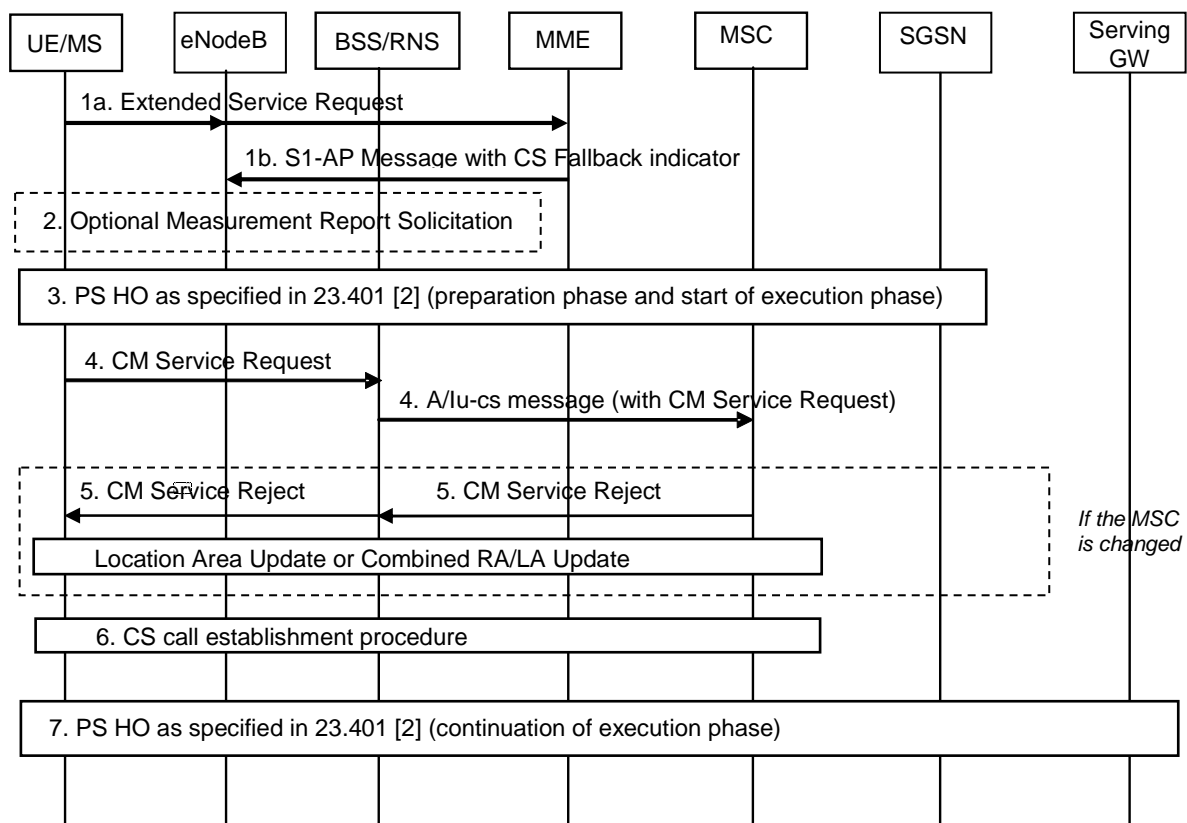 UE/MS
eNodeB
BSS/RNS
MME
MSC
SGSN
Serving
GW
1a. Extended Service Request
1b. S1-AP Message with CS Fallback indicator
2. Optional Measurement Report Solicitation
3. PS HO as specified in 23.401 [2] (preparation phase and start of execution phase)
4. CM Service Request
4. A/Iu-cs message (with CM Service Request)
5. CM Service Reject
5. CM Service Reject
If the MSC
is changed
Location Area Update or Combined RA/LA Update
6. CS call establishment procedure
7. PS HO as specified in 23.401 [2] (continuation of execution phase)